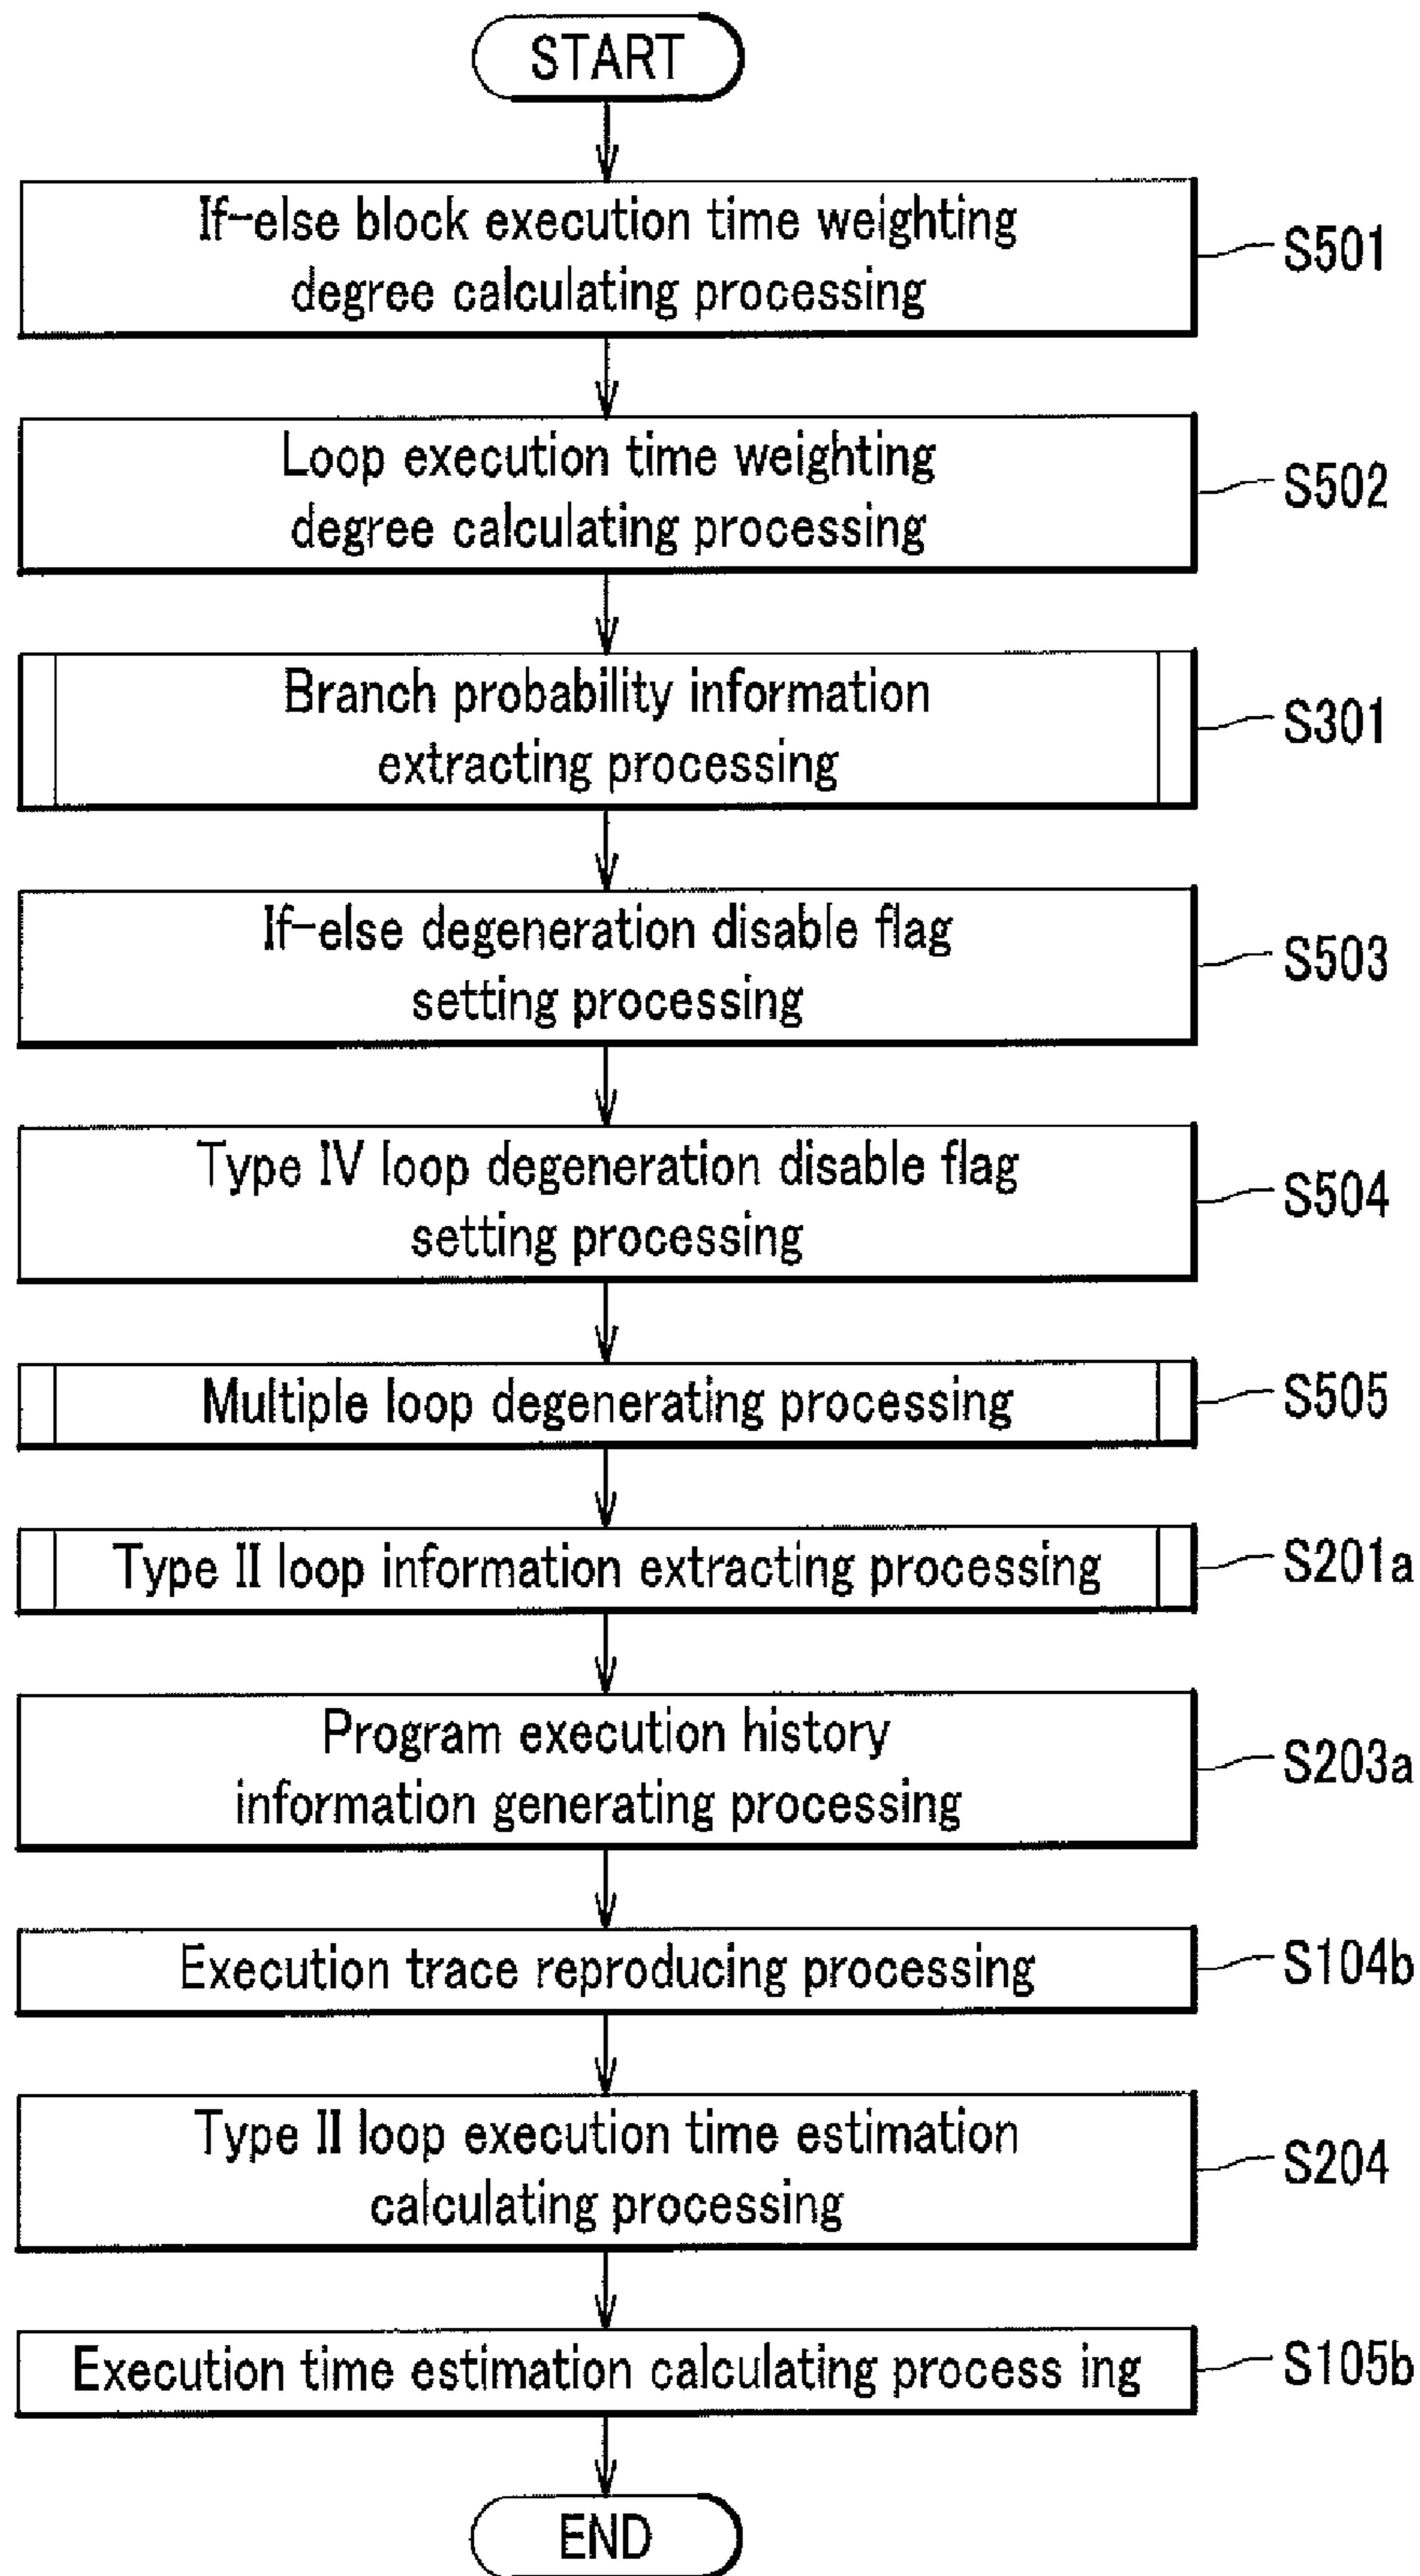 START
If-else block execution time weighting
degree calculating processing
S501
Loop execution time weighting
degree calculating processing
S502
Branch probability information
extracting processing
S301
If-else degeneration disable flag
setting processing
S503
Type IV loop degeneration disable flag
setting processing
S504
Multiple loop degenerating processing
S505
Type II loop information extracting processing
S201a
Program execution history
information generating processing
S203a
Execution trace reproducing processing
S104b
Type II loop execution time estimation
calculating processing
S204
Execution time estimation calculating process ing
S105b
END